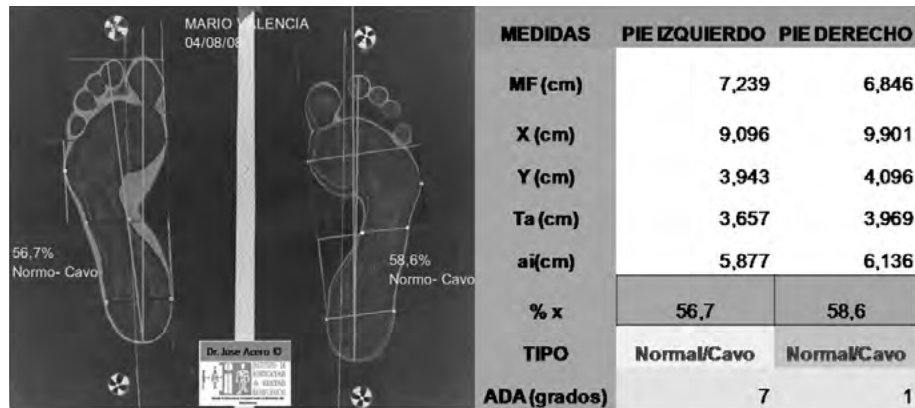 MARIO VALENCIA
04/08/08
56,7%
Normo- Cavo
58,6%
Normo- Cavo
Dr. Jose Acero ©
MEDIDAS PIE IZQUIERDO PIE DERECHO
MF (cm) 7,239 6,846
X (cm) 9,096 9,901
Y (cm) 3,943 4,096
Ta (cm) 3,657 3,969
ai(cm) 5,877 6,136
% x 56,7 58,6
TIPO Normal/Cavo Normal/Cavo
ADA (grados) 7 1